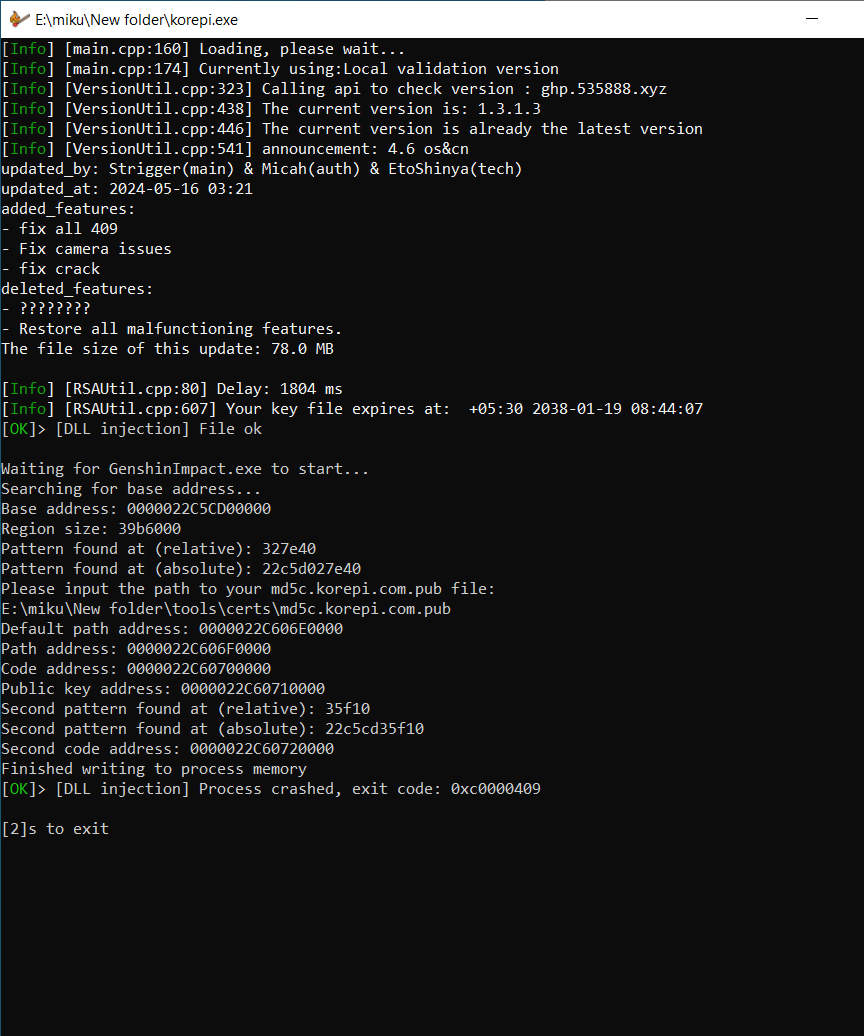 E:\miku\New folder\korepi.exe
[Info] [main.cpp:160] Loading, please wait...
[Info] [main.cpp:174] Currently using:Local validation version
[Info] [VersionUtil.cpp:323] Calling api to check version : ghp.535888.xyz
[Info] [VersionUtil.cpp:438] The current version is: 1.3.1.3
[Info] [VersionUtil.cpp:446] The current version is already the latest version
[Info] [VersionUtil.cpp:541] announcement: 4.6 os&cn
updated_by: Strigger(main) & Micah(auth) & EtoShinya(tech)
updated_at: 2024-05-16 03:21
added_features:
- fix all 409
- Fix camera issues
- fix crack
deleted_features:
- ????????
- Restore all malfunctioning features.
The file size of this update: 78.0 MB
[Info] [RSAUtil.cpp:80] Delay: 1804 ms
[Info] [RSAUtil.cpp:607] Your key file expires at:  +05:30 2038-01-19 08:44:07
[OK]> [DLL injection] File ok
Waiting for GenshinImpact.exe to start...
Searching for base address...
Base address: 0000022C5CD00000
Region size: 39b6000
Pattern found at (relative): 327e40
Pattern found at (absolute): 22c5d027e40
Please input the path to your md5c.korepi.com.pub file:
E:\miku\New folder\tools\certs\md5c.korepi.com.pub
Default path address: 0000022C606E0000
Path address: 0000022C606F0000
Code address: 0000022C60700000
Public key address: 0000022C60710000
Second pattern found at (relative): 35f10
Second pattern found at (absolute): 22c5cd35f10
Second code address: 0000022C60720000
Finished writing to process memory
[OK]> [DLL injection] Process crashed, exit code: 0xc0000409
[2]s to exit